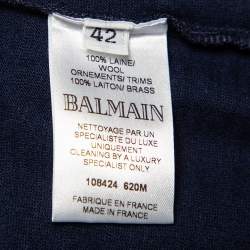 42
100% LAINE/
WOOL
ORNEMENTS/ TRIMS
100% LAITON/ BRASS
BALMAIN
NETTOYAGE PAR UN
SPECIALISTE DU LUXE
UNIQUEMENT
CLEANING BY A LUXURY
SPECIALIST ONLY
108424 620M
FABRIQUE EN FRANCE
MADE IN FRANCE